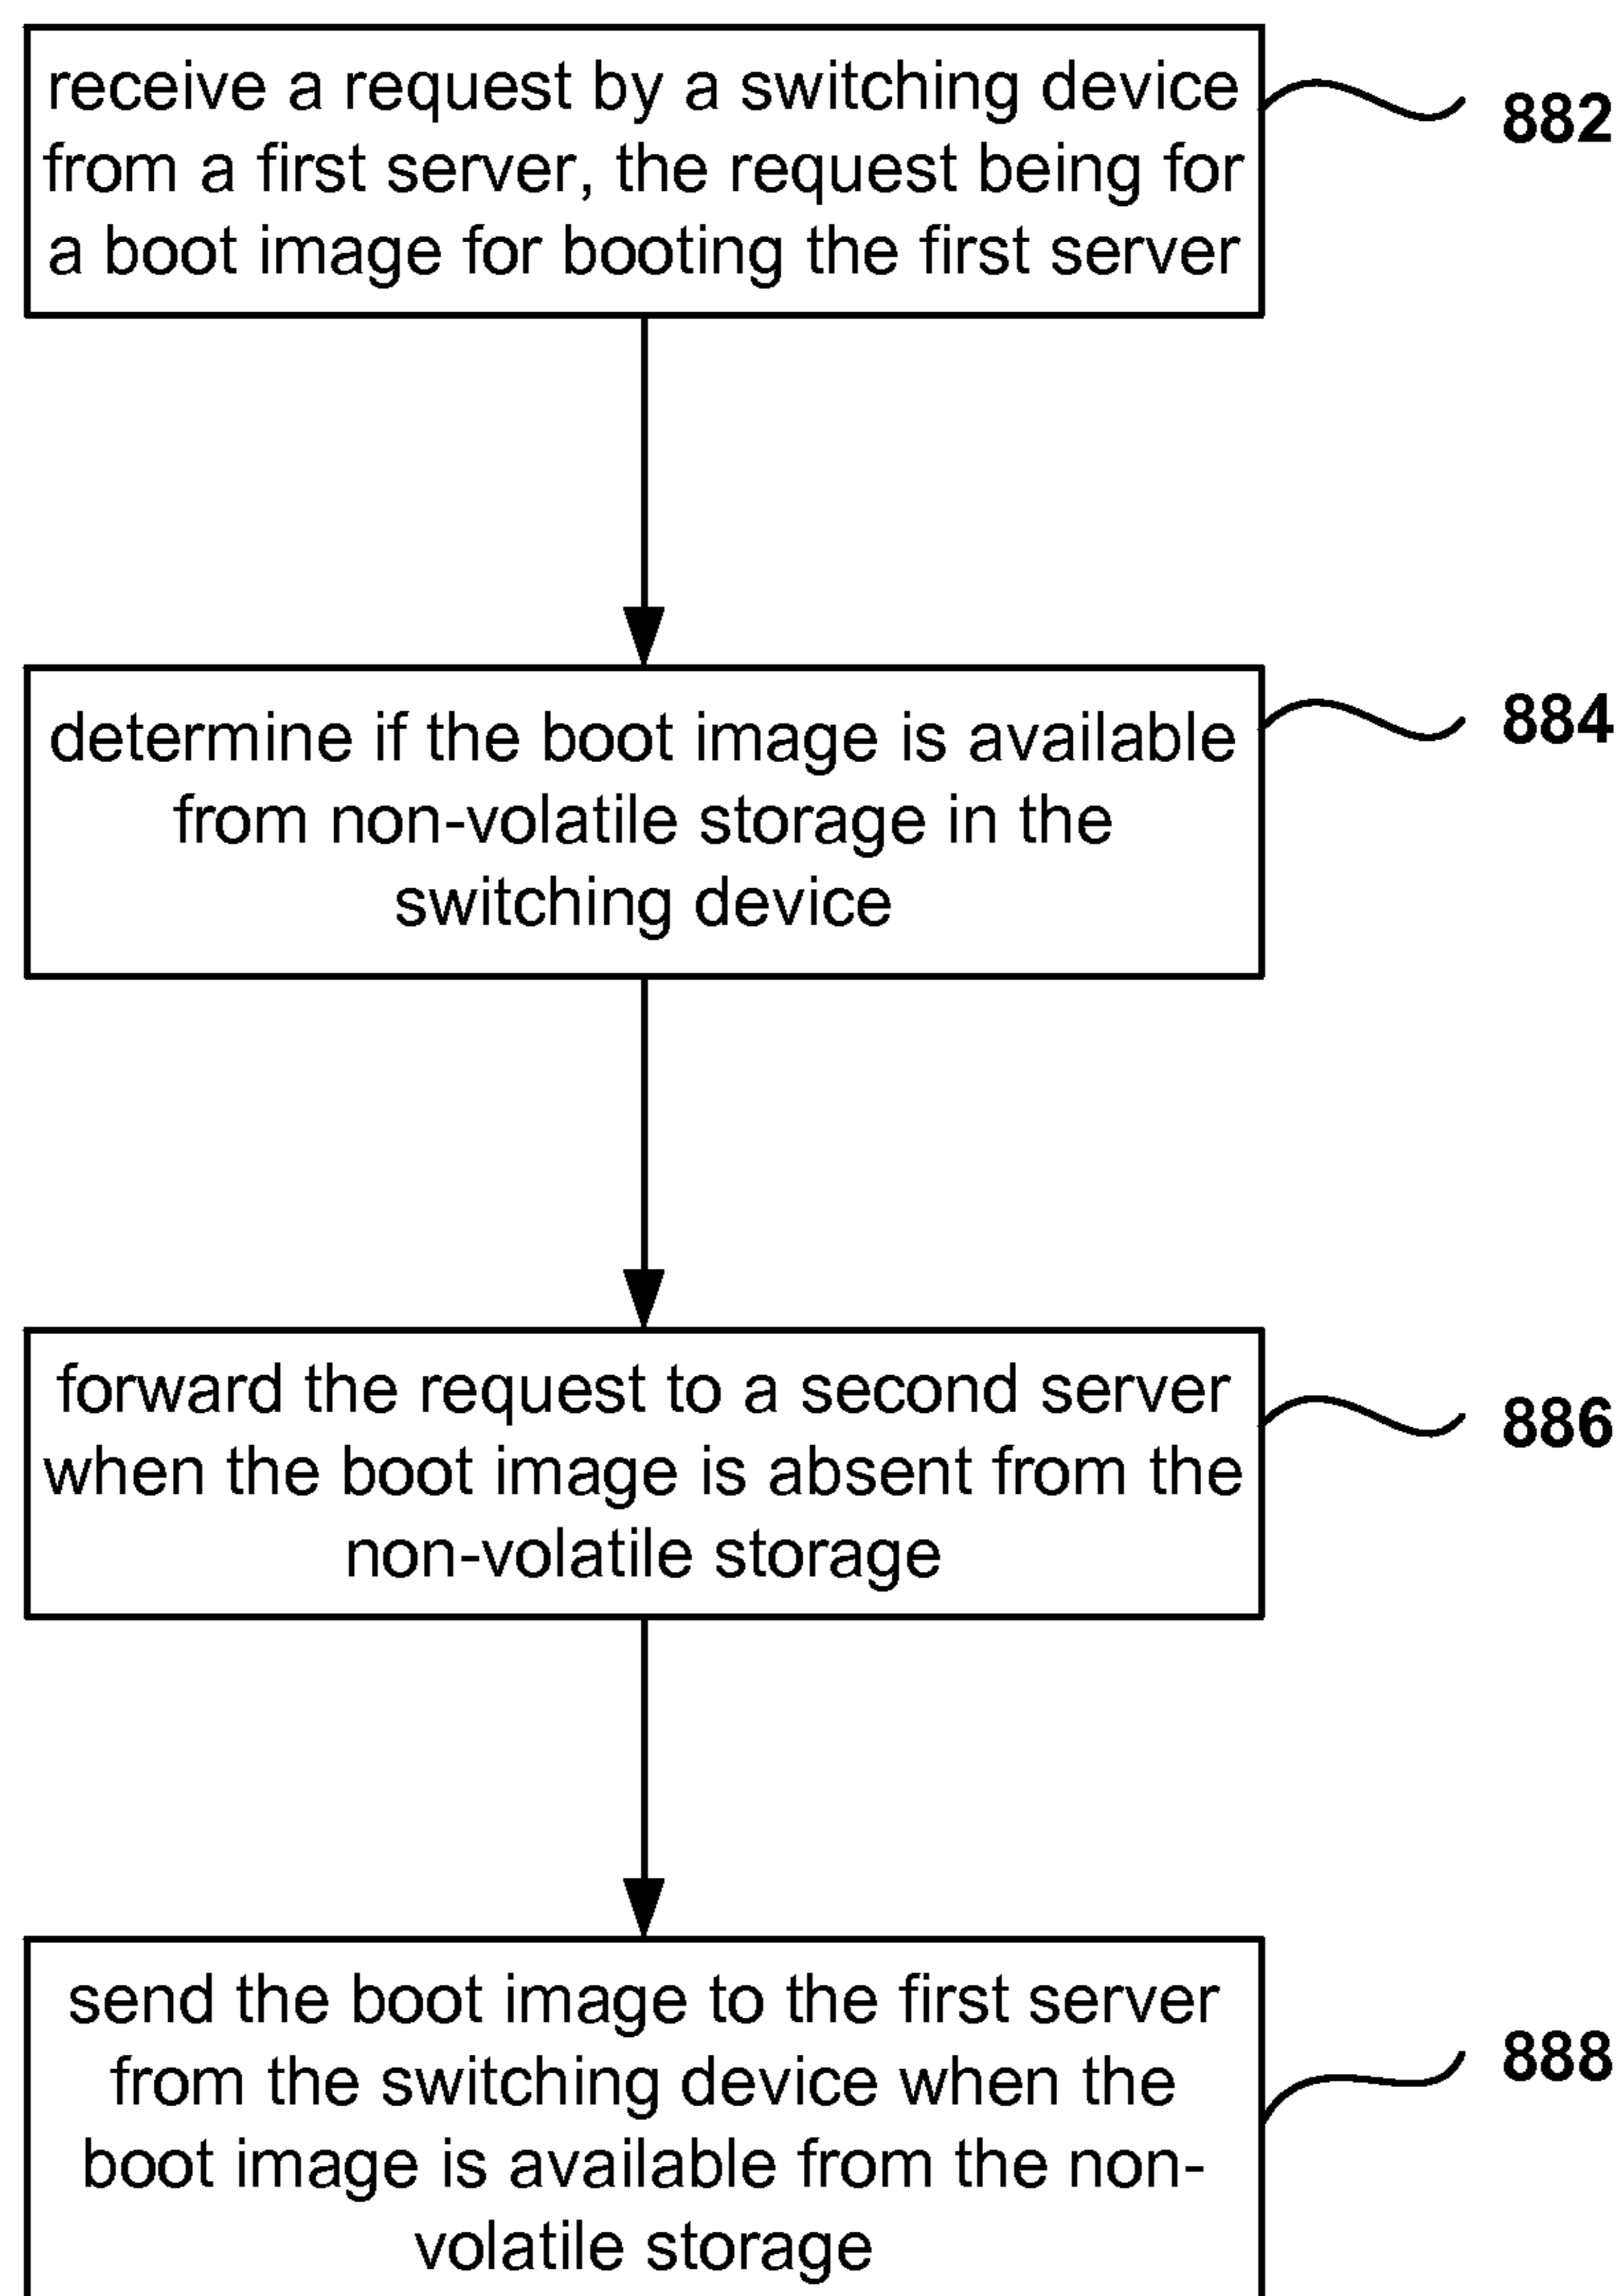 receive a request by a switching device
from a first server, the request being for
a boot image for booting the first server
882
determine if the boot image is available
from non-volatile storage in the
switching device
884
forward the request to a second server
when the boot image is absent from the
non-volatile storage
886
send the boot image to the first server
from the switching device when the
boot image is available from the non-
volatile storage
888